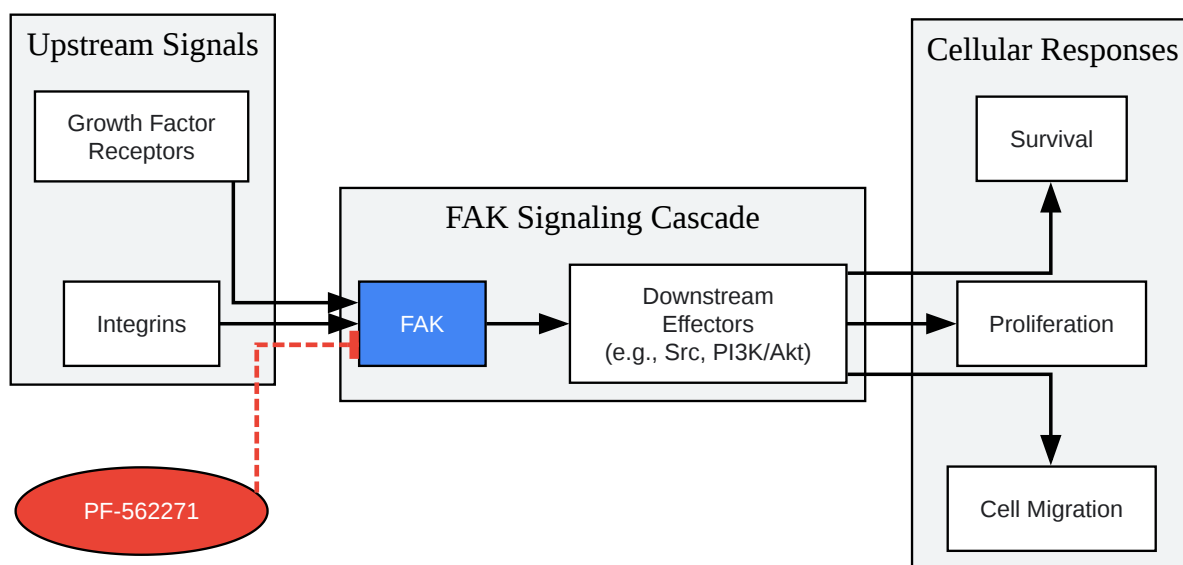 Upstream Signals
Growth Factor
Receptors
Integrins
PF-562271
FAK Signaling Cascade
FAK
Downstream
Effectors
(e.g., Src, PI3K/Akt)
Cellular Responses
Survival
Proliferation
Cell Migration